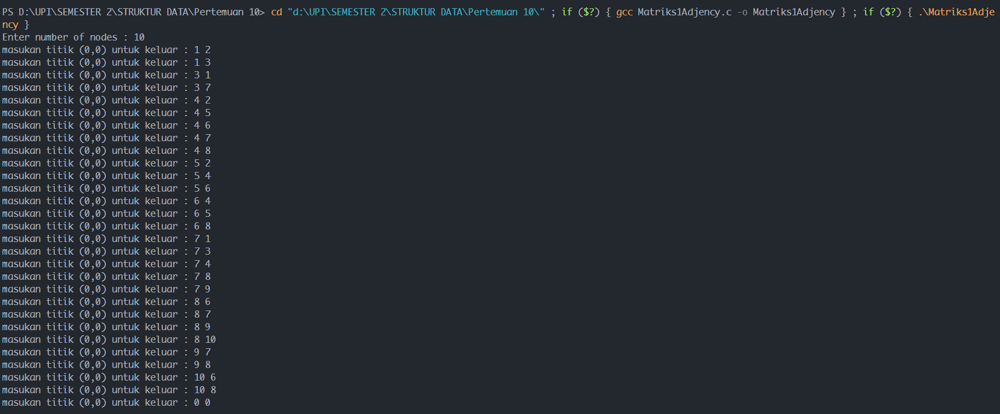 PS D:\UPI\SEMESTER 2\STRUKTUR DATA\Pertemuan 10> cd "d:\UPI\SEMESTER 2\STRUKTUR DATA\Pertemuan 10\" ; if ($?) { gcc Matriks1Adjency.c -o Matriks1Adjency } ; if ($?) { .\Matriks1Adje
ncy }
Enter number of nodes : 10
masukan titik (0,0) untuk keluar : 1 2
masukan titik (0,0) untuk keluar : 1 3
masukan titik (0,0) untuk keluar : 3 1
masukan titik (0,0) untuk keluar : 3 7
masukan titik (0,0) untuk keluar : 4 2
masukan titik (0,0) untuk keluar : 4 5
masukan titik (0,0) untuk keluar : 4 6
masukan titik (0,0) untuk keluar : 4 7
masukan titik (0,0) untuk keluar : 4 8
masukan titik (0,0) untuk keluar : 5 2
masukan titik (0,0) untuk keluar : 5 4
masukan titik (0,0) untuk keluar : 5 6
masukan titik (0,0) untuk keluar : 6 4
masukan titik (0,0) untuk keluar : 6 5
masukan titik (0,0) untuk keluar : 6 8
masukan titik (0,0) untuk keluar : 7 1
masukan titik (0,0) untuk keluar : 7 3
masukan titik (0,0) untuk keluar : 7 4
masukan titik (0,0) untuk keluar : 7 8
masukan titik (0,0) untuk keluar : 7 9
masukan titik (0,0) untuk keluar : 8 6
masukan titik (0,0) untuk keluar : 8 7
masukan titik (0,0) untuk keluar : 8 9
masukan titik (0,0) untuk keluar : 8 10
masukan titik (0,0) untuk keluar : 9 7
masukan titik (0,0) untuk keluar : 9 8
masukan titik (0,0) untuk keluar : 10 6
masukan titik (0,0) untuk keluar : 10 8
masukan titik (0,0) untuk keluar : 0 0